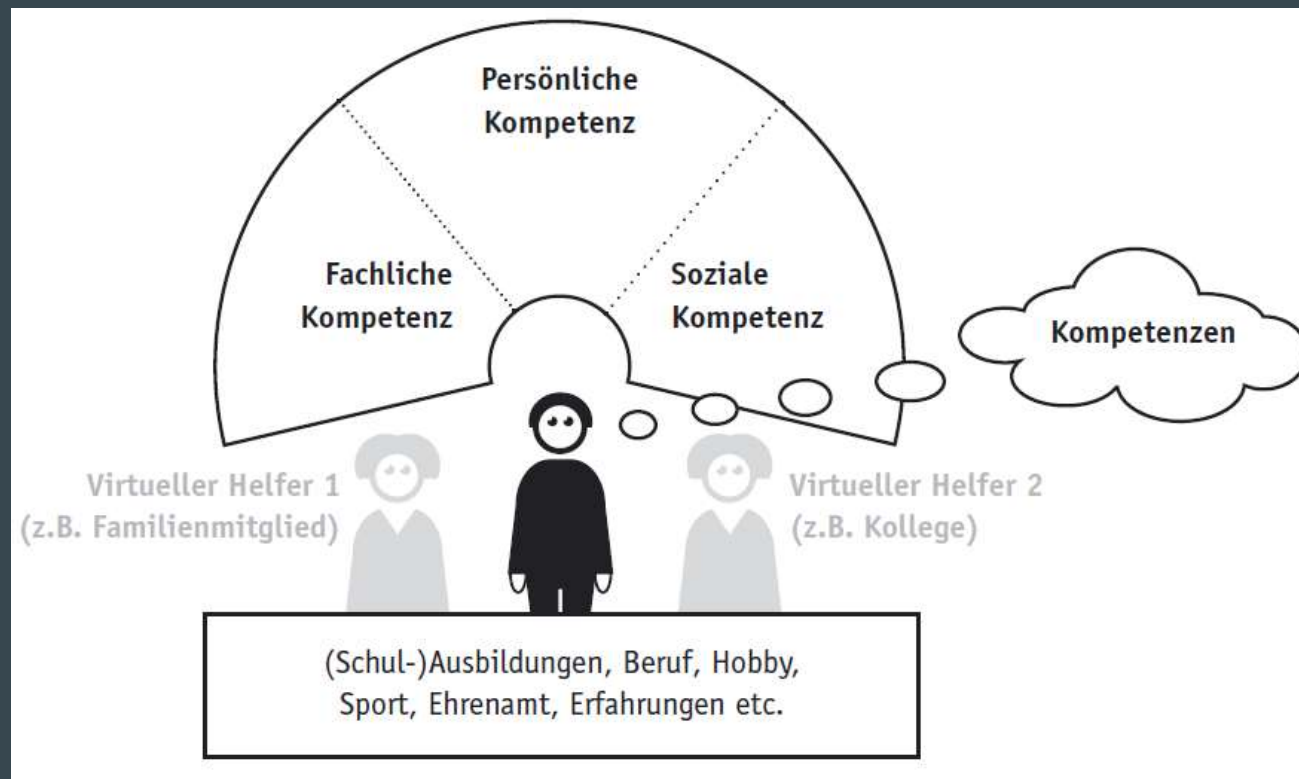 Persönliche
Kompetenz
Fachliche
Kompetenz
Soziale
Kompetenz
Kompetenzen
Virtueller Helfer 1
(z.B. Familienmitglied)
Virtueller Helfer 2
(z.B. Kollege)
(Schul-)Ausbildungen, Beruf, Hobby,
Sport, Ehrenamt, Erfahrungen etc.